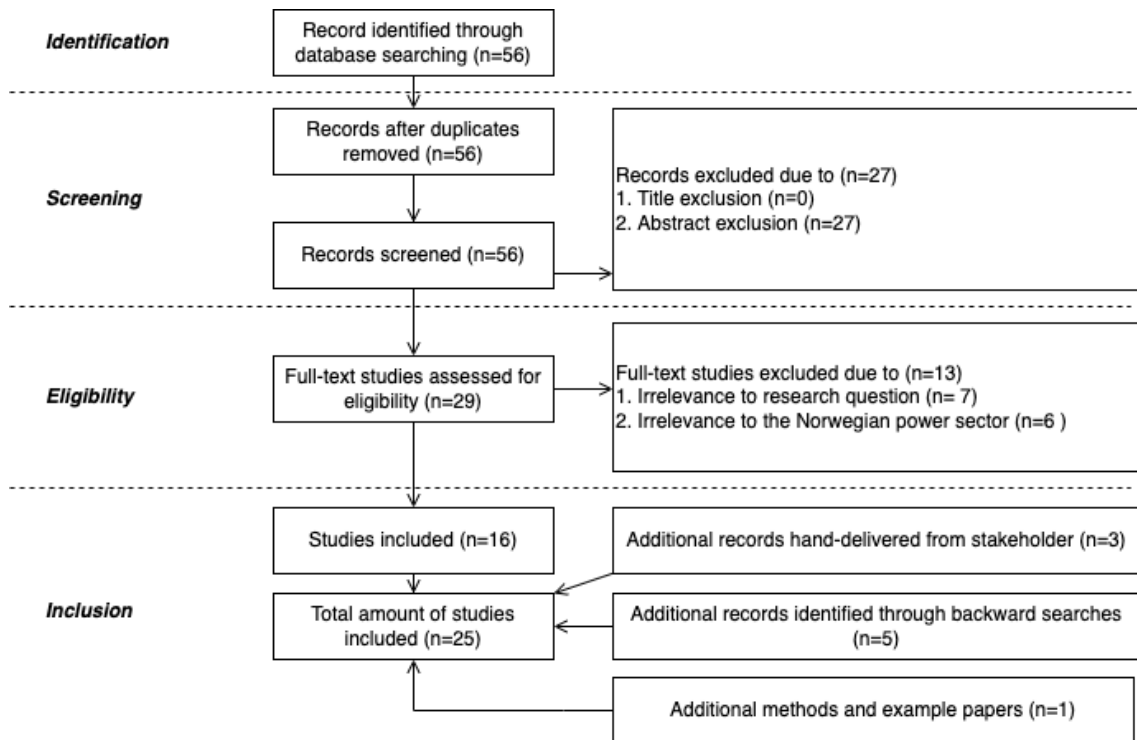 Identification
Record identified through
database searching (n=56)
Screening
Records after duplicates
removed (n=56)
Records screened (n=56)
Records excluded due to (n=27)
1. Title exclusion (n=0)
2. Abstract exclusion (n=27)
Eligibility
Full-text studies assessed for
eligibility (n=29)
Full-text studies excluded due to (n=13)
1. Irrelevance to research question (n= 7)
2. Irrelevance to the Norwegian power sector (n=6 )
Inclusion
Studies included (n=16)
Additional records hand-delivered from stakeholder (n=3)
Total amount of studies
included (n=25)
Additional records identified through backward searches
(n=5)
Additional methods and example papers (n=1)